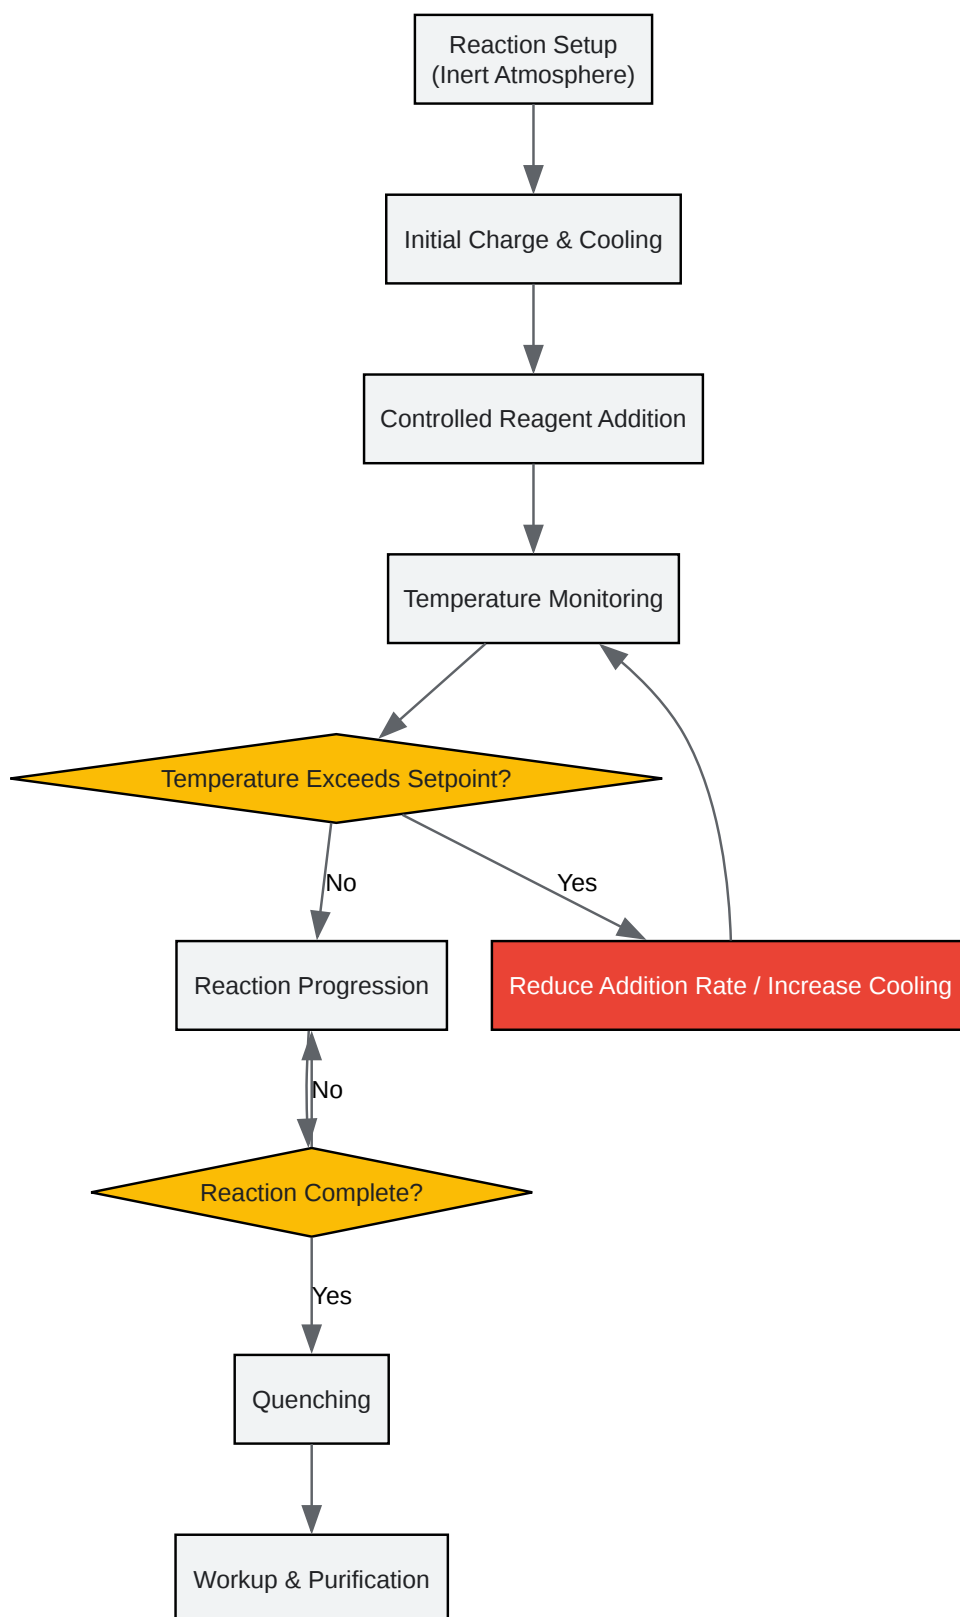 Reaction Setup
(Inert Atmosphere)
Initial Charge & Cooling
Controlled Reagent Addition
Temperature Monitoring
Temperature Exceeds Setpoint?
No
Yes
Reaction Progression
Reduce Addition Rate / Increase Cooling
No
Reaction Complete?
Yes
Quenching
Workup & Purification